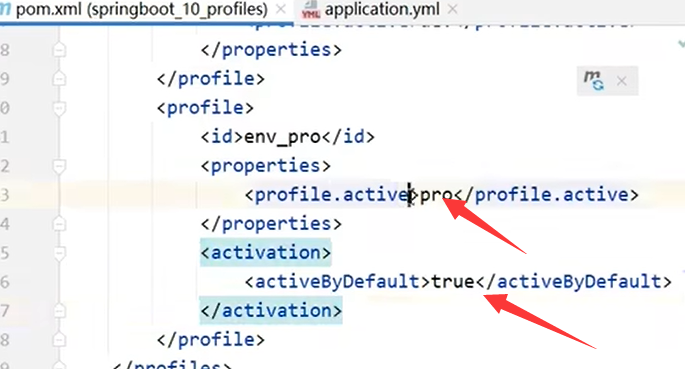 pom.xml (springboot_10_profiles)
application.yml
8 </properties>
9 </profile>
0 <profile>
1 <id>env_pro</id>
2 <properties>
3 <profile.active>pro</profile.active>
4 </properties>
5 <activation>
6 <activeByDefault>true</activeByDefault>
7 </activation>
8 </profile>
9 </profiles>